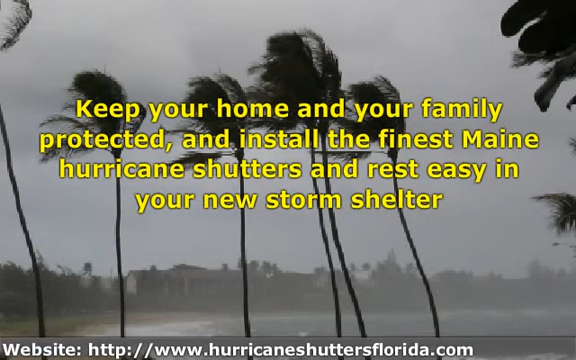 Keep your home and your family
protected, and install the finest Maine
hurricane shutters and rest easy in
your new storm shelter
Website: http://www.hurricaneshuttersflorida.com